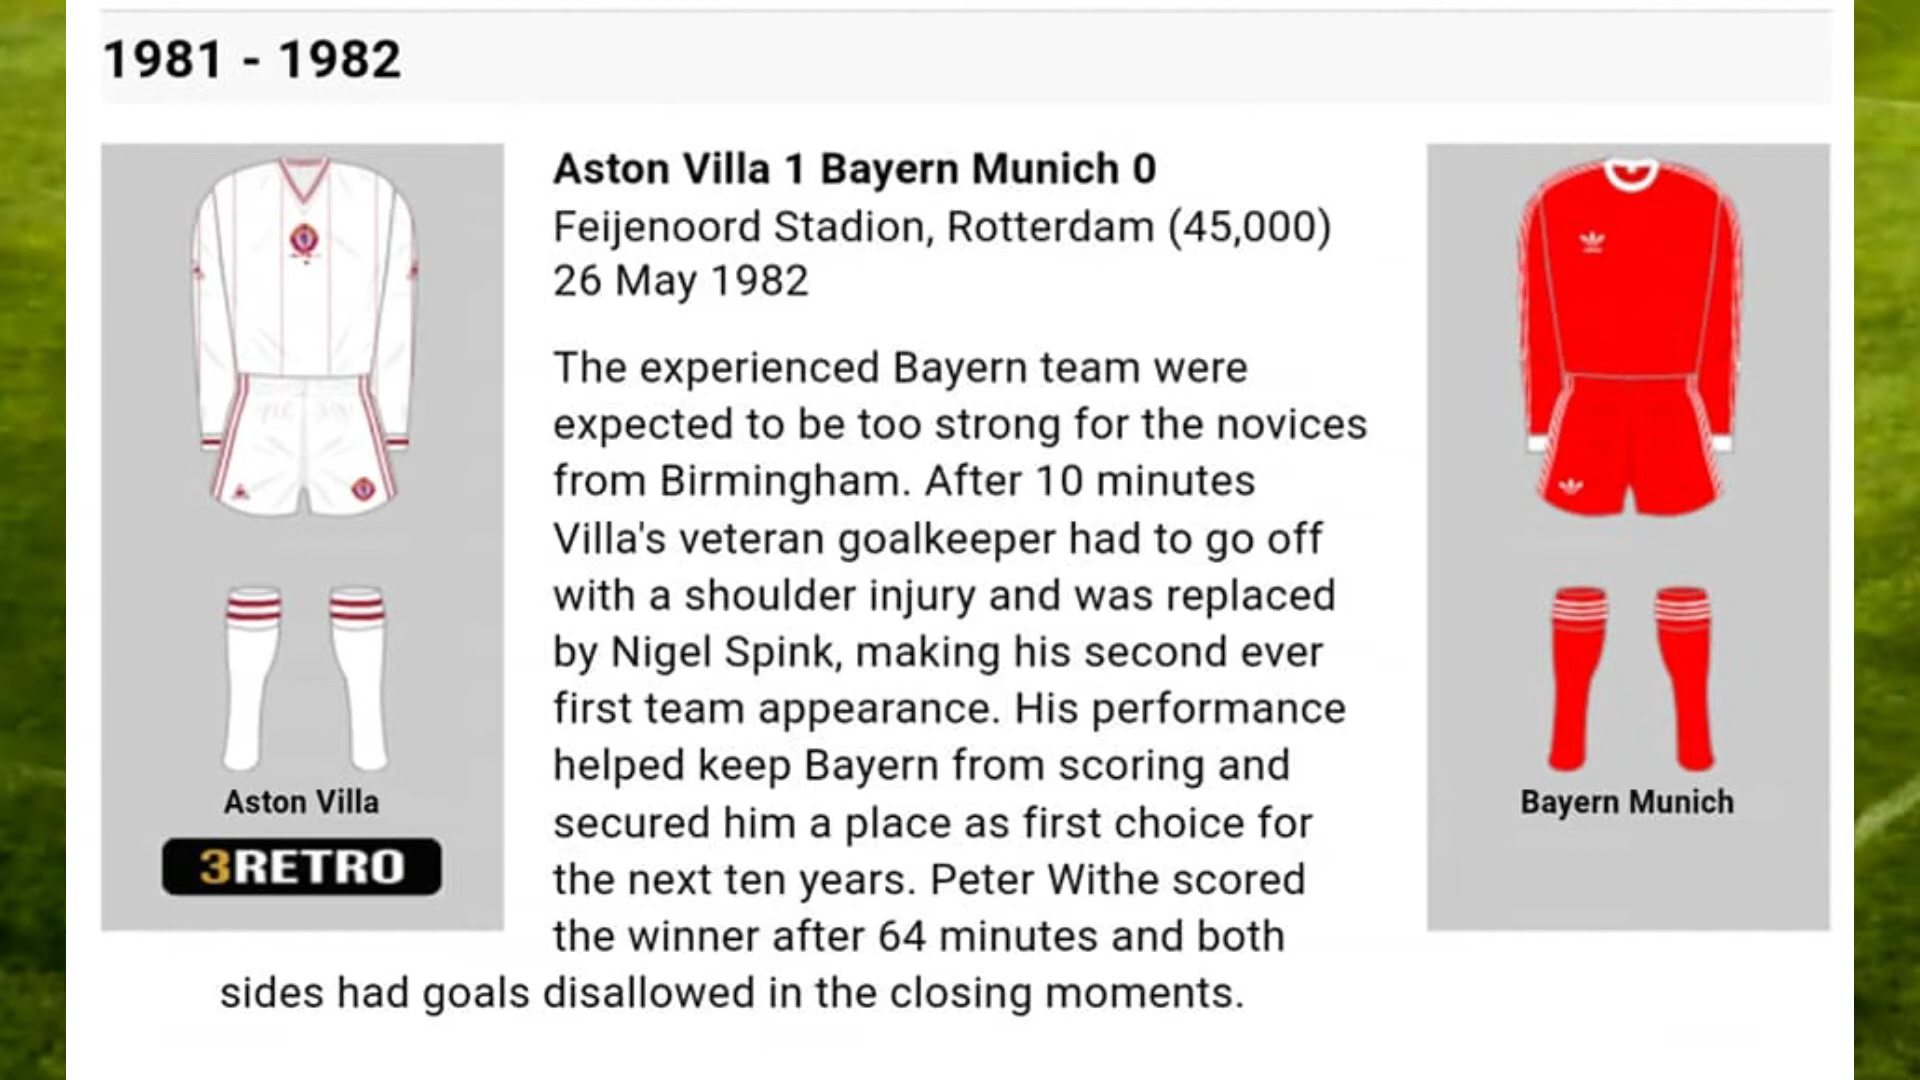 1981 - 1982
Aston Villa 1 Bayern Munich 0
Feijenoord Stadion, Rotterdam (45,000)
26 May 1982
The experienced Bayern team were
expected to be too strong for the novices
from Birmingham. After 10 minutes
Villa's veteran goalkeeper had to go off
with a shoulder injury and was replaced
by Nigel Spink, making his second ever
first team appearance. His performance
helped keep Bayern from scoring and
secured him a place as first choice for
the next ten years. Peter Withe scored
the winner after 64 minutes and both
sides had goals disallowed in the closing moments.
Aston Villa
3RETRO
Bayern Munich